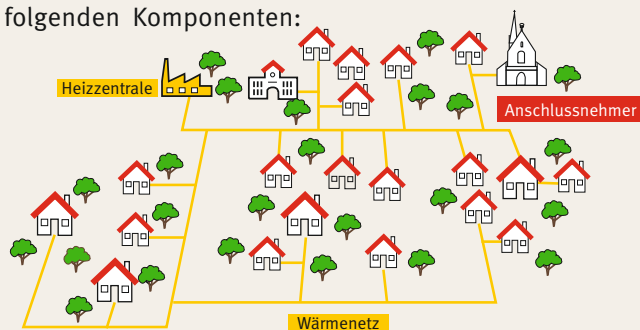 folgenden Komponenten:
Heizzentrale
Anschlussnehmer
Wärmenetz